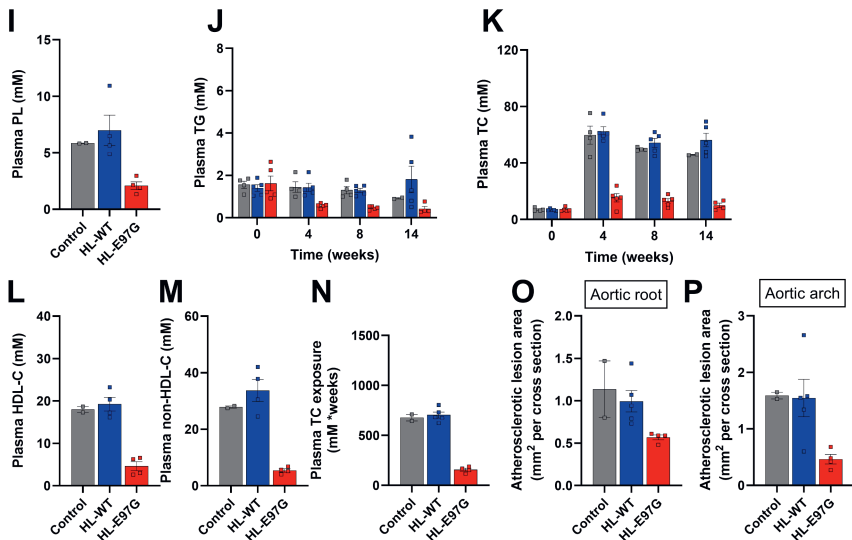 I
Plasma PL (mM)
15
10
5
0
Control
HL-WT
HL-E97G
J
Plasma TG (mM)
8
6
4
2
0
0
4
8
14
Time (weeks)
K
Plasma TC (mM)
120
80
40
0
0
4
8
14
Time (weeks)
L
Plasma HDL-C (mM)
40
30
20
10
0
Control
HL-WT
HL-E97G
M
Plasma non-HDL-C (mM)
60
40
20
0
Control
HL-WT
HL-E97G
N
Plasma TC exposure
(mM *weeks)
1500
1000
500
0
Control
HL-WT
HL-E97G
O
Aortic root
Atherosclerotic lesion area
(mm² per cross section)
2.0
1.5
1.0
0.5
0.0
Control
HL-WT
HL-E97G
P
Aortic arch
Atherosclerotic lesion area
(mm² per cross section)
3
2
1
0
Control
HL-WT
HL-E97G